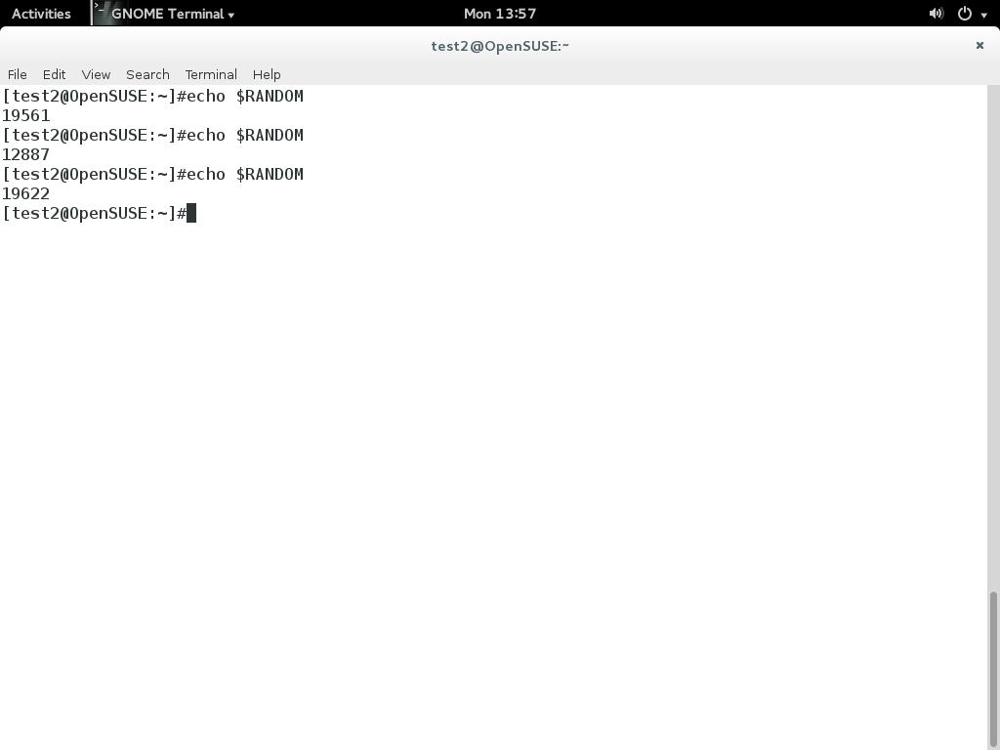 Activities GNOME Terminal Mon 13:57
test2@OpenSUSE:~
File Edit View Search Terminal Help
[test2@OpenSUSE:~]#echo $RANDOM
19561
[test2@OpenSUSE:~]#echo $RANDOM
12887
[test2@OpenSUSE:~]#echo $RANDOM
19622
[test2@OpenSUSE:~]#